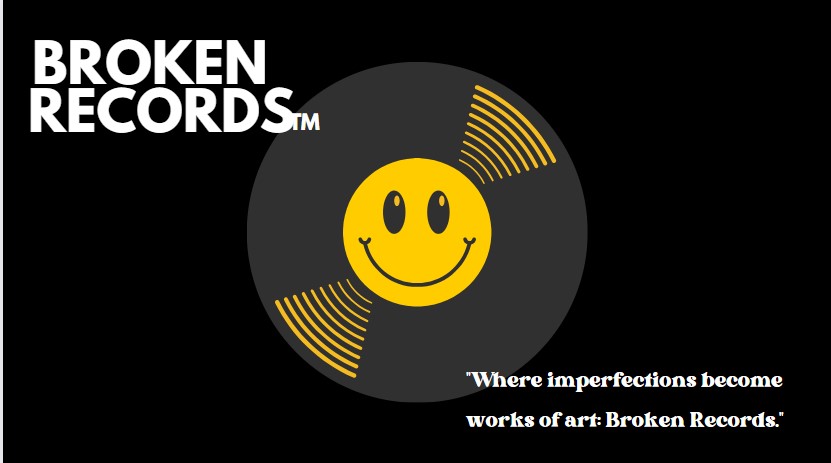 BROKEN
RECORDS™
"Where imperfections become
works of art: Broken Records."